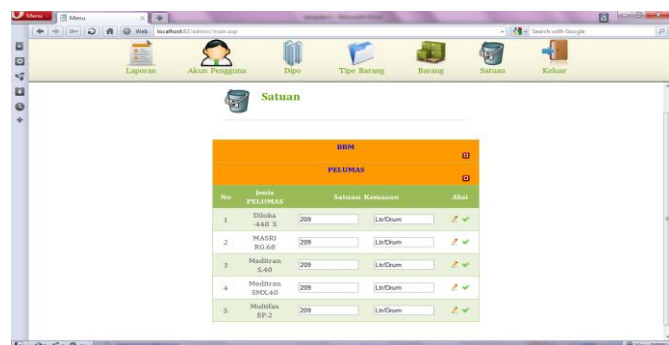 Menu
Menu
Web
localhost:81/admin/main.asp
Search with Google
Laporan
Akun Pengguna
Dipo
Tipe Barang
Barang
Satuan
Keluar
Satuan
BBM
PELUMAS
No Jenis PELUMAS Satuan Kemasan Aksi
1 Diloka -448 X 209 Ltr/Drum
2 MASRI RG.68 209 Ltr/Drum
3 Meditran S.40 209 Ltr/Drum
4 Meditran SMX.40 209 Ltr/Drum
5 Multifas EP.2 209 Ltr/Drum